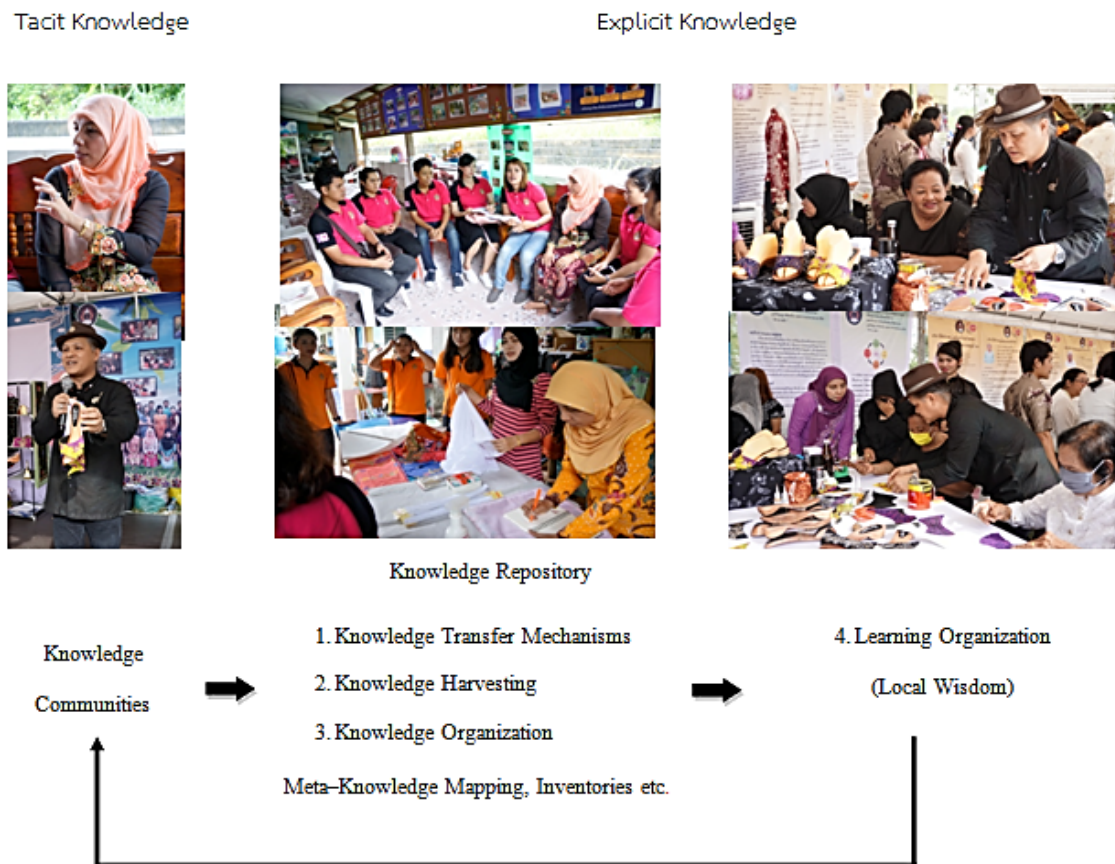 Tacit Knowledge
Explicit Knowledge
Knowledge Repository
Knowledge
Communities
1. Knowledge Transfer Mechanisms
2. Knowledge Harvesting
3. Knowledge Organization
Meta–Knowledge Mapping, Inventories etc.
4. Learning Organization
(Local Wisdom)